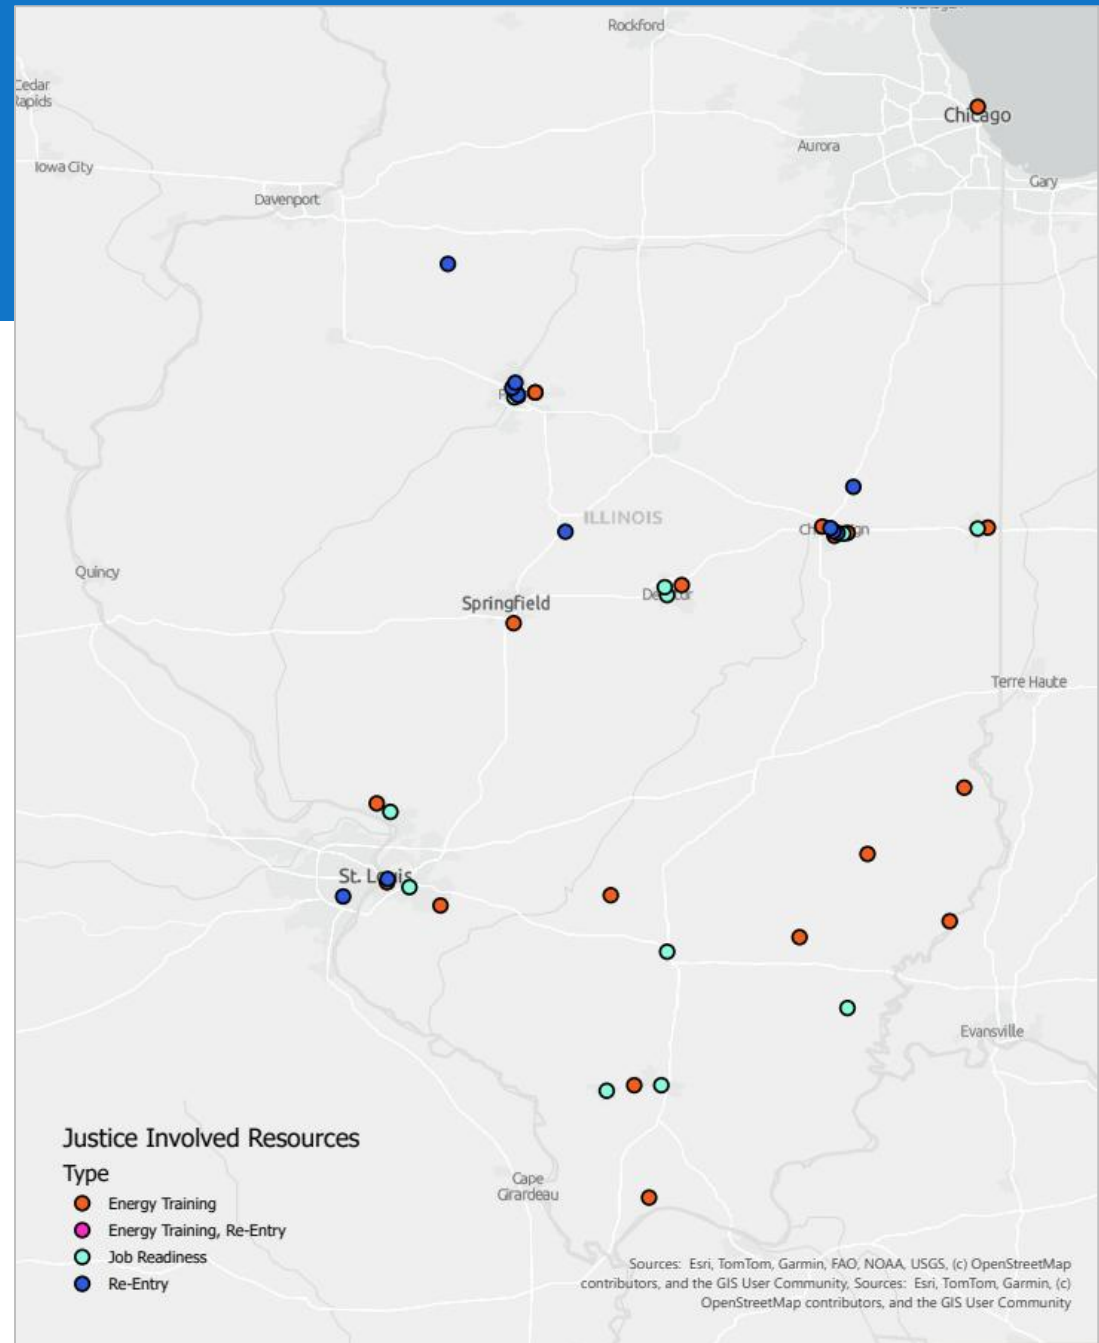 Rockford
Cedar
Rapids
Chicago
Aurora
Iowa City
Gary
Davenport
ILLINOIS
Quincy
Springfield
Terre Haute
St. Louis
Evansville
Justice Involved Resources
Type
Energy Training
Energy Training, Re-Entry
Job Readiness
Re-Entry
Cape
Girardeau
Sources: Esri, TomTom, Garmin, FAO, NOAA, USGS, (c) OpenStreetMap
contributors, and the GIS User Community, Sources: Esri, TomTom, Garmin, (c)
OpenStreetMap contributors, and the GIS User Community